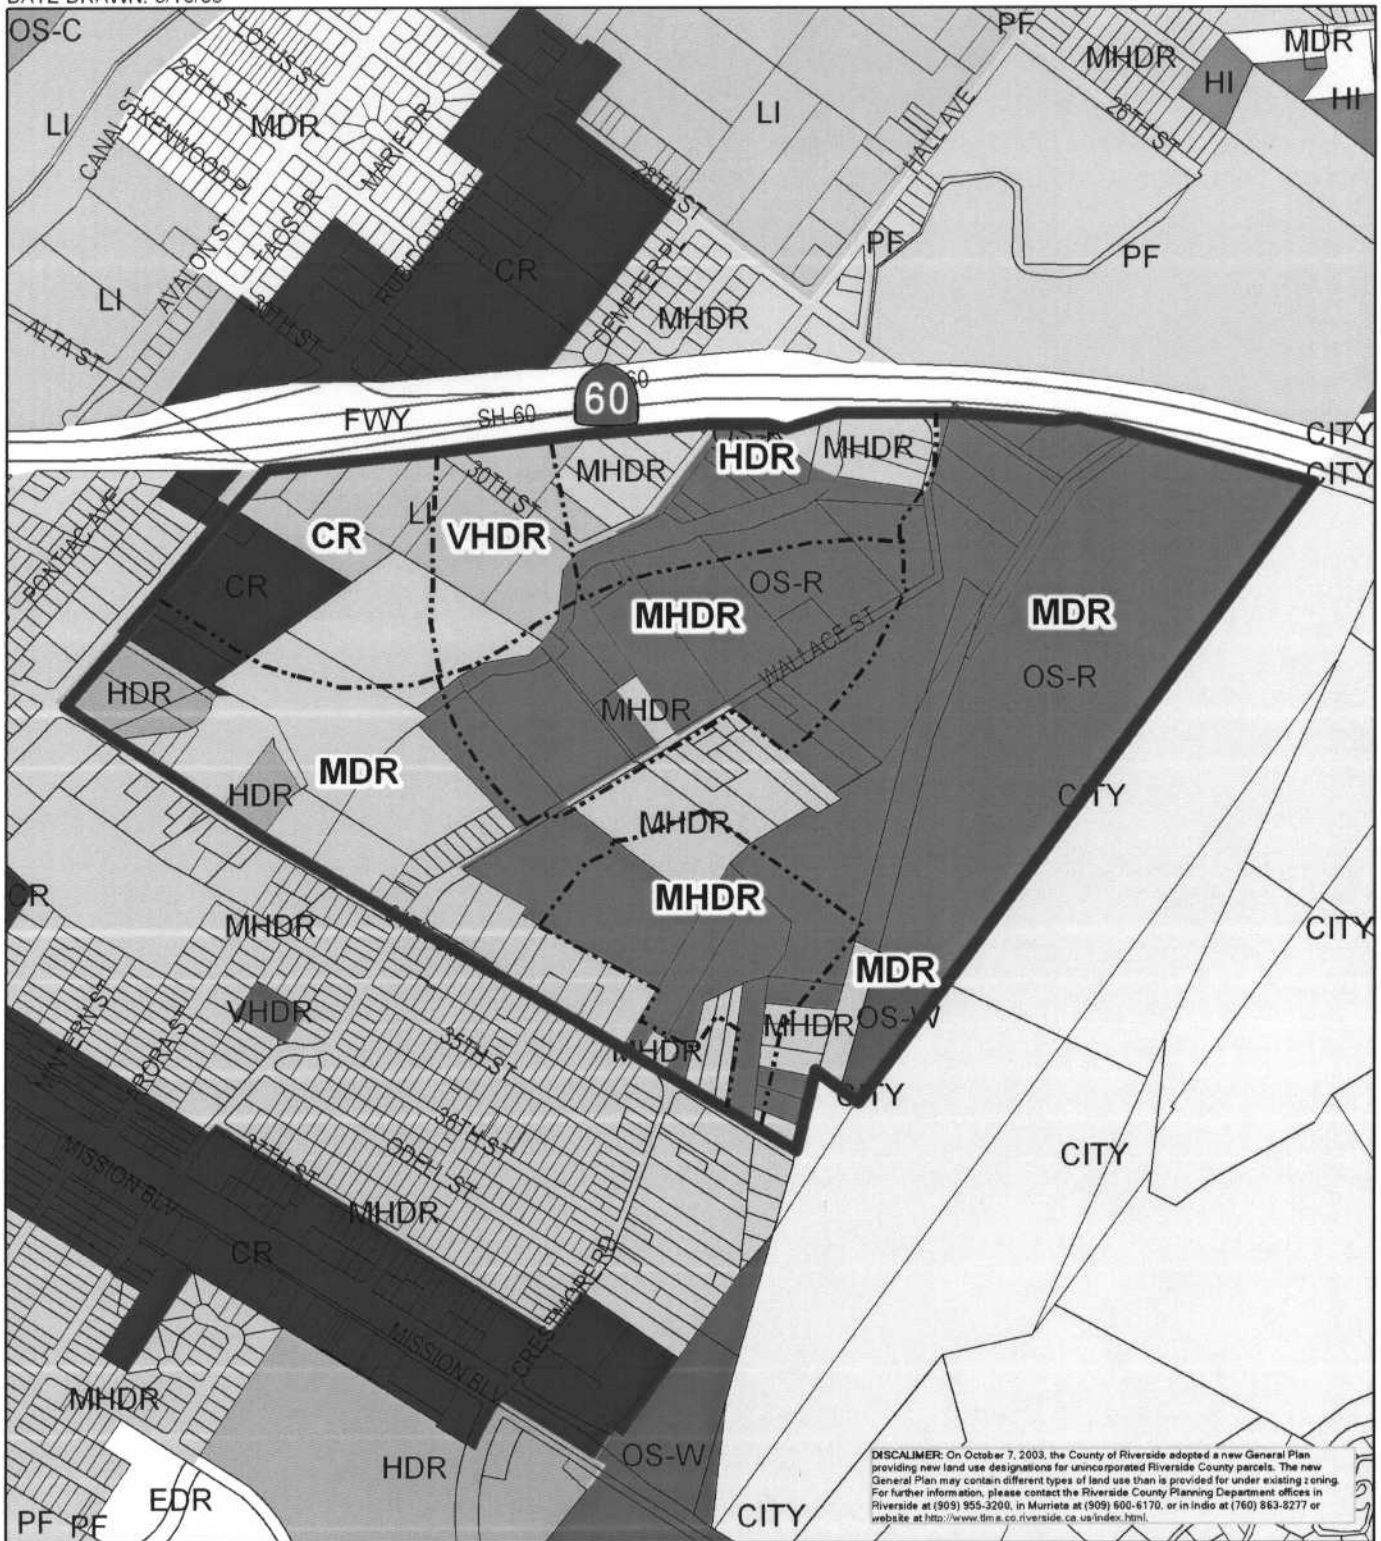 OS-C
PF
MDR
LOTUS ST
MHDR
29TH ST
HI
HI
LI
CANAL ST
KENWOOD PL
MDR
MARIE DR
LI
26TH ST
HALL AVE
28TH ST
TAOS DR
AVALON ST
RUBIDOUX BLV
CR
PF
PF
LI
DEMPTER PL
MHDR
ALTA ST
30TH ST
60
60
FWY
SH-60
CITY
CITY
MHDR
HDR
MHDR
30TH ST
LI
CR
VHDR
PONTIAC AVE
CR
OS-R
MHDR
MDR
WALLACE ST
OS-R
HDR
MHDR
MDR
HDR
CITY
MHDR
CR
MHDR
MHDR
CITY
MDR
VHDR
MHDR
OS-W
35TH ST
MHDR
CITY
36TH ST
ODELL ST
37TH ST
MISSION BLV
CITY
MHDR
CR
CRESTMORE RD
MISSION BLV
MHDR
HDR
OS-W
EDR
PF
PF
CITY
DISCALIMER: On October 7, 2003, the County of Riverside adopted a new General Plan
providing new land use designations for unincorporated Riverside County parcels. The new
General Plan may contain different types of land use than is provided for under existing zoning.
For further information, please contact the Riverside County Planning Department offices in
Riverside at (909) 955-3200, in Murrieta at (909) 600-6170, or in Indio at (760) 863-8277 or
website at http://www.tlma.co.riverside.ca.us/index.html.